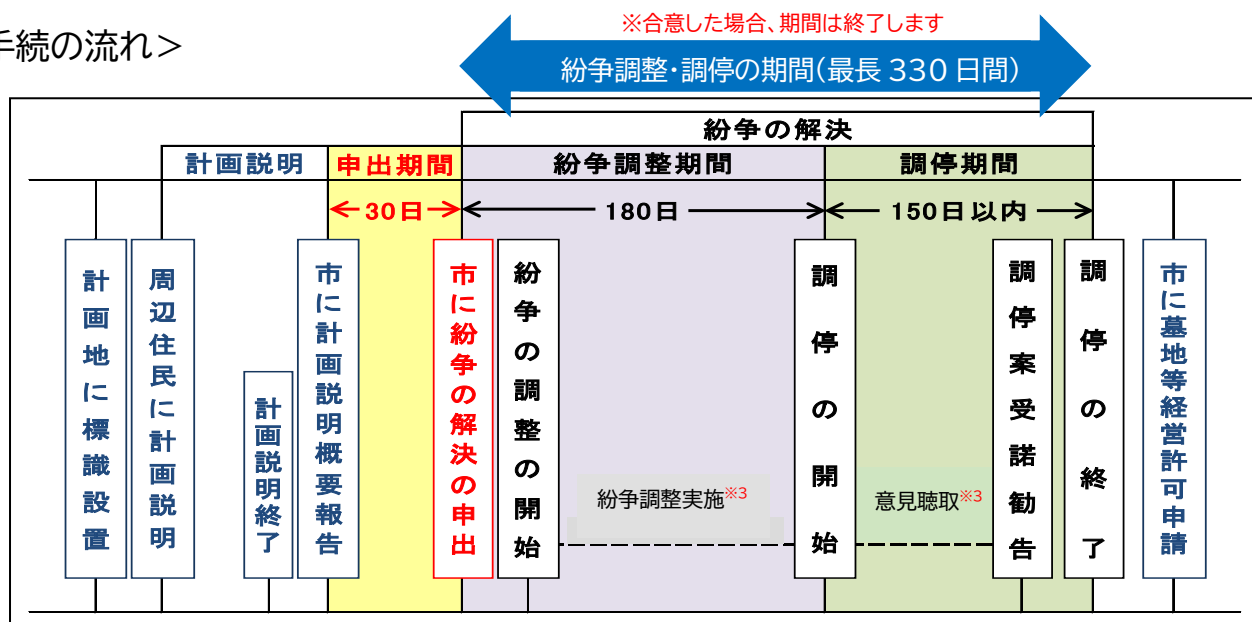 ※合意した場合、期間は終了します
手続の流れ＞
紛争調整・調停の期間(最長 330 日間)
紛争の解決
計画説明
申出期間
紛争調整期間
調停期間
30日
180日
150日以内
計画地に標識設置
周辺住民に計画説明
計画説明終了
市に計画説明概要報告
市に紛争の解決の申出
紛争の調整の開始
紛争調整実施※3
調停の開始
意見聴取※3
調停案受諾勧告
調停の終了
市に墓地等経営許可申請